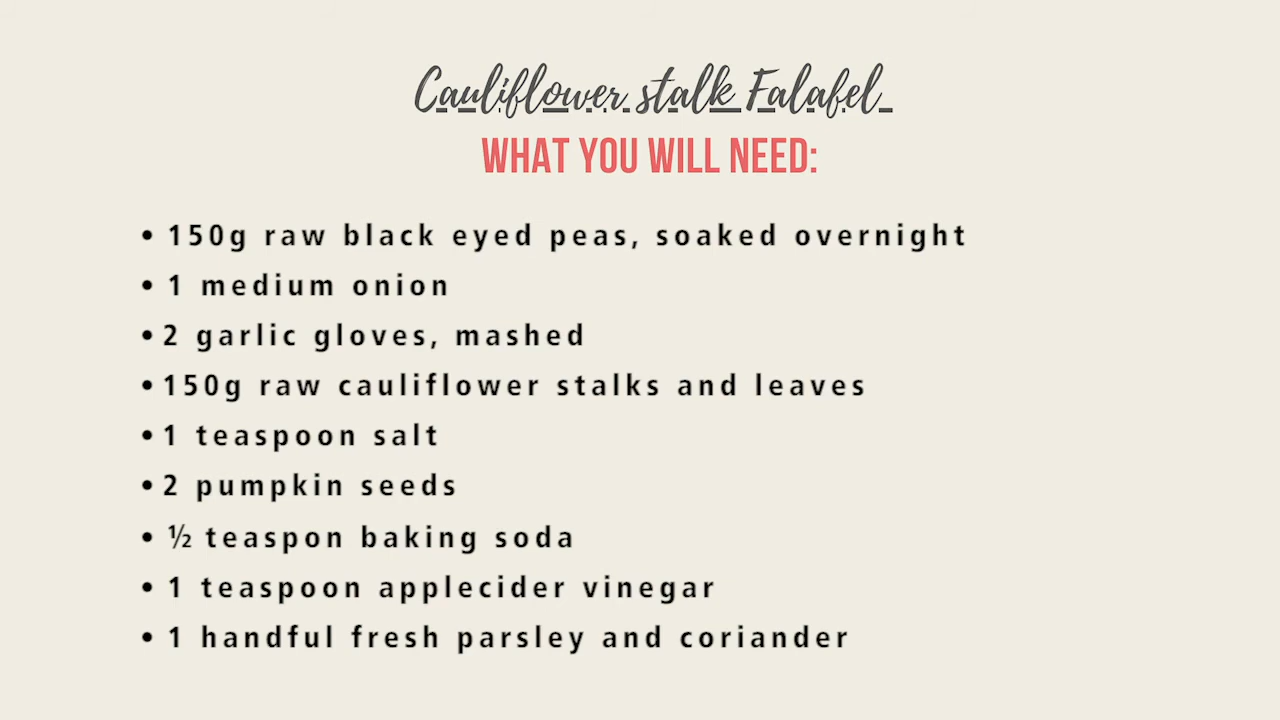 Cauliflower stalk Falafel
WHAT YOU WILL NEED:
• 150g raw black eyed peas, soaked overnight
• 1 medium onion
• 2 garlic gloves, mashed
• 150g raw cauliflower stalks and leaves
• 1 teaspoon salt
• 2 pumpkin seeds
• ½ teaspon baking soda
• 1 teaspoon applecider vinegar
• 1 handful fresh parsley and coriander